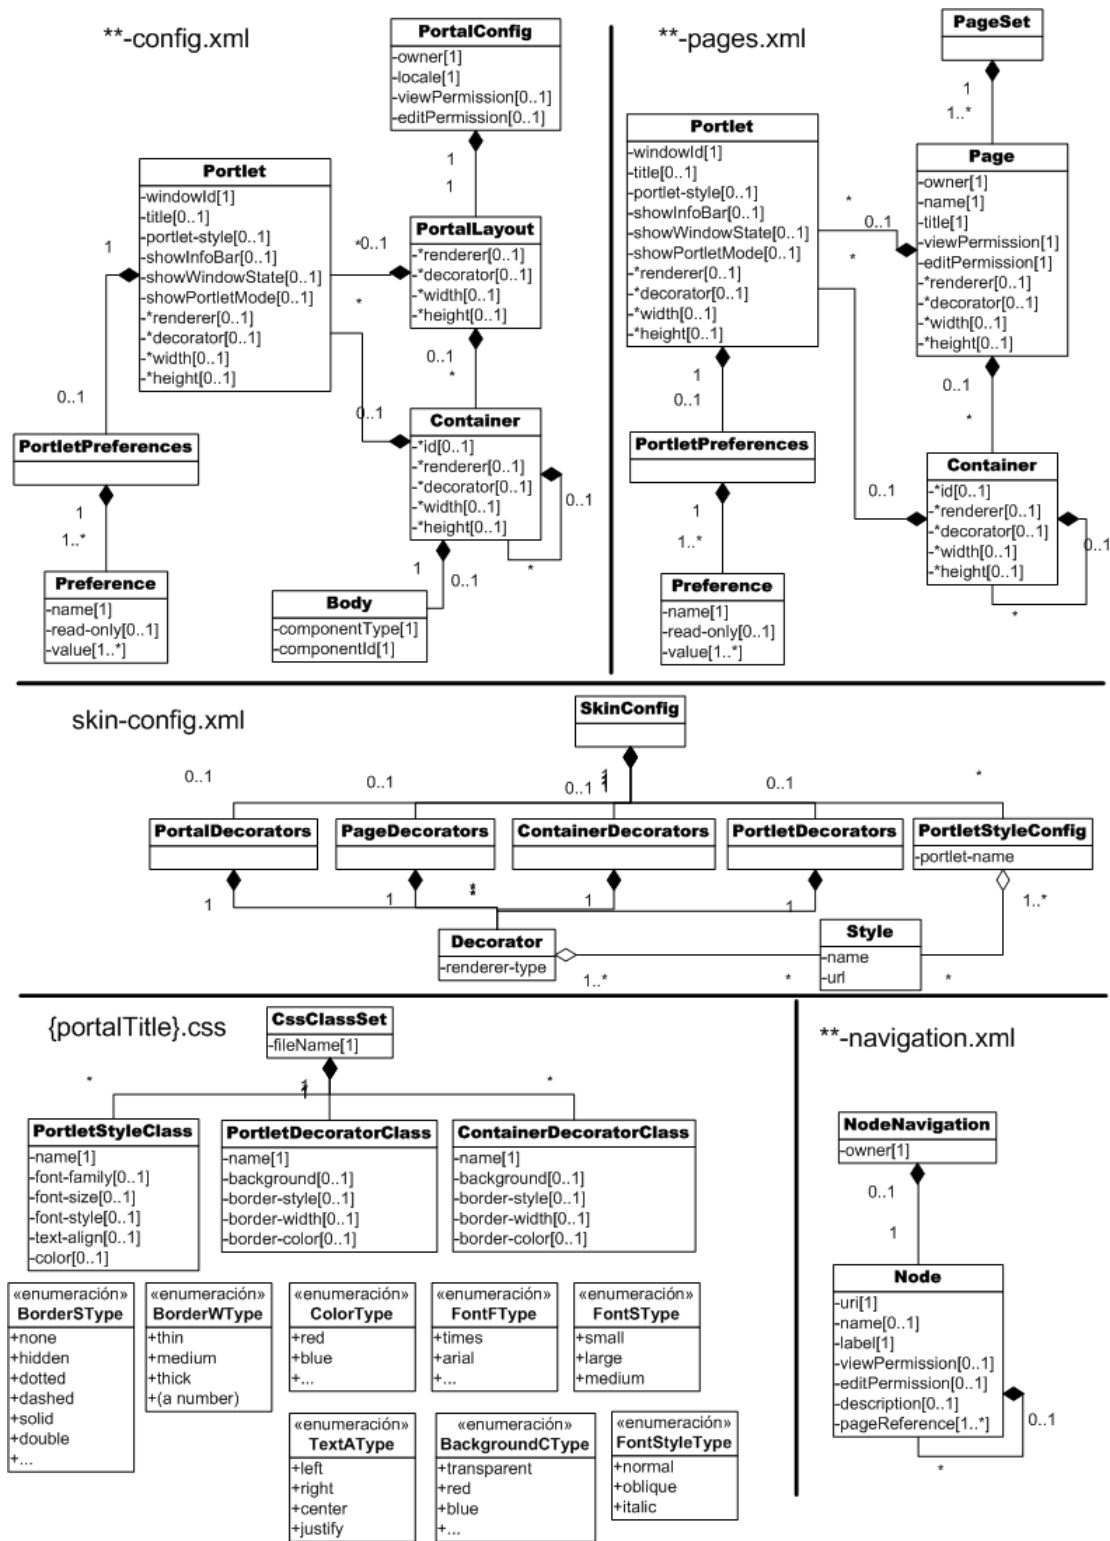 **-config.xml
PortalConfig
-owner[1]
-locale[1]
-viewPermission[0..1]
-editPermission[0..1]
1
1
Portlet
-windowId[1]
-title[0..1]
-portlet-style[0..1]
-showInfoBar[0..1]
-showWindowState[0..1]
-showPortletMode[0..1]
-*renderer[0..1]
-*decorator[0..1]
-*width[0..1]
-*height[0..1]
*
0..1
*
1
PortalLayout
-*renderer[0..1]
-*decorator[0..1]
-*width[0..1]
-*height[0..1]
0..1
*
0..1
0..1
PortletPreferences
1
1..*
Container
-*id[0..1]
-*renderer[0..1]
-*decorator[0..1]
-*width[0..1]
-*height[0..1]
0..1
*
1
0..1
Preference
-name[1]
-read-only[0..1]
-value[1..*]
Body
-componentType[1]
-componentId[1]
**-pages.xml
PageSet
1
1..*
Portlet
-windowId[1]
-title[0..1]
-portlet-style[0..1]
-showInfoBar[0..1]
-showWindowState[0..1]
-showPortletMode[0..1]
-*renderer[0..1]
-*decorator[0..1]
-*width[0..1]
-*height[0..1]
*
0..1
*
Page
-owner[1]
-name[1]
-title[1]
-viewPermission[1]
-editPermission[1]
-*renderer[0..1]
-*decorator[0..1]
-*width[0..1]
-*height[0..1]
1
0..1
0..1
*
PortletPreferences
1
1..*
0..1
Container
-*id[0..1]
-*renderer[0..1]
-*decorator[0..1]
-*width[0..1]
-*height[0..1]
0..1
*
Preference
-name[1]
-read-only[0..1]
-value[1..*]
skin-config.xml
SkinConfig
0..1
0..1
0..1
1
1
1
0..1
*
PortalDecorators
PageDecorators
ContainerDecorators
PortletDecorators
PortletStyleConfig
-portlet-name
1
1
*
*
1
1
1..*
Decorator
-renderer-type
1..*
*
Style
-name
-url
*
{portalTitle}.css
CssClassSet
-fileName[1]
*
1
1
*
PortletStyleClass
-name[1]
-font-family[0..1]
-font-size[0..1]
-font-style[0..1]
-text-align[0..1]
-color[0..1]
PortletDecoratorClass
-name[1]
-background[0..1]
-border-style[0..1]
-border-width[0..1]
-border-color[0..1]
ContainerDecoratorClass
-name[1]
-background[0..1]
-border-style[0..1]
-border-width[0..1]
-border-color[0..1]
«enumeración»
BorderSType
+none
+hidden
+dotted
+dashed
+solid
+double
+...
«enumeración»
BorderWType
+thin
+medium
+thick
+(a number)
«enumeración»
ColorType
+red
+blue
+...
«enumeración»
FontFType
+times
+arial
+...
«enumeración»
FontSType
+small
+large
+medium
«enumeración»
TextAType
+left
+right
+center
+justify
«enumeración»
BackgroundCType
+transparent
+red
+blue
+...
«enumeración»
FontStyleType
+normal
+oblique
+italic
**-navigation.xml
NodeNavigation
-owner[1]
0..1
1
Node
-uri[1]
-name[0..1]
-label[1]
-viewPermission[0..1]
-editPermission[0..1]
-description[0..1]
-pageReference[1..*]
0..1
*